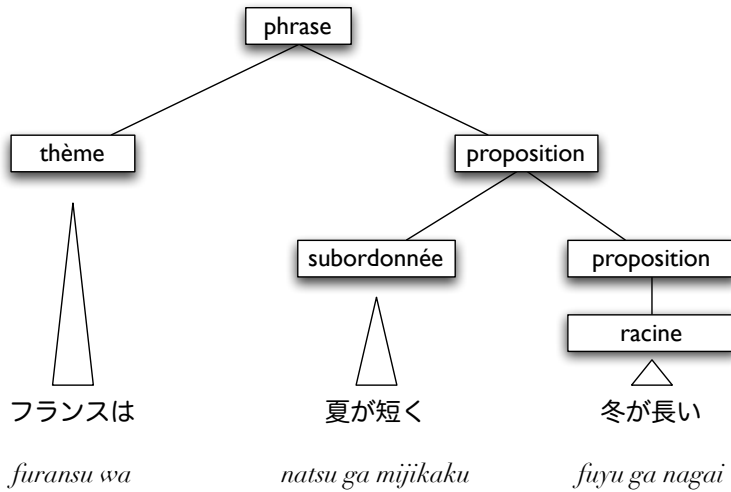 phrase
thème
proposition
subordonnée
proposition
racine
フランスは
夏が短く
冬が長い
furansu wa
natsu ga mijikaku
fuyu ga nagai